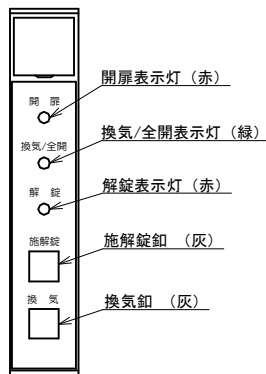 開扉表示灯（赤）
開　扉
換気/全開表示灯（緑）
換気/全開
解錠表示灯（赤）
解　錠
施解錠釦　（灰）
施解錠
換気釦　（灰）
換　気